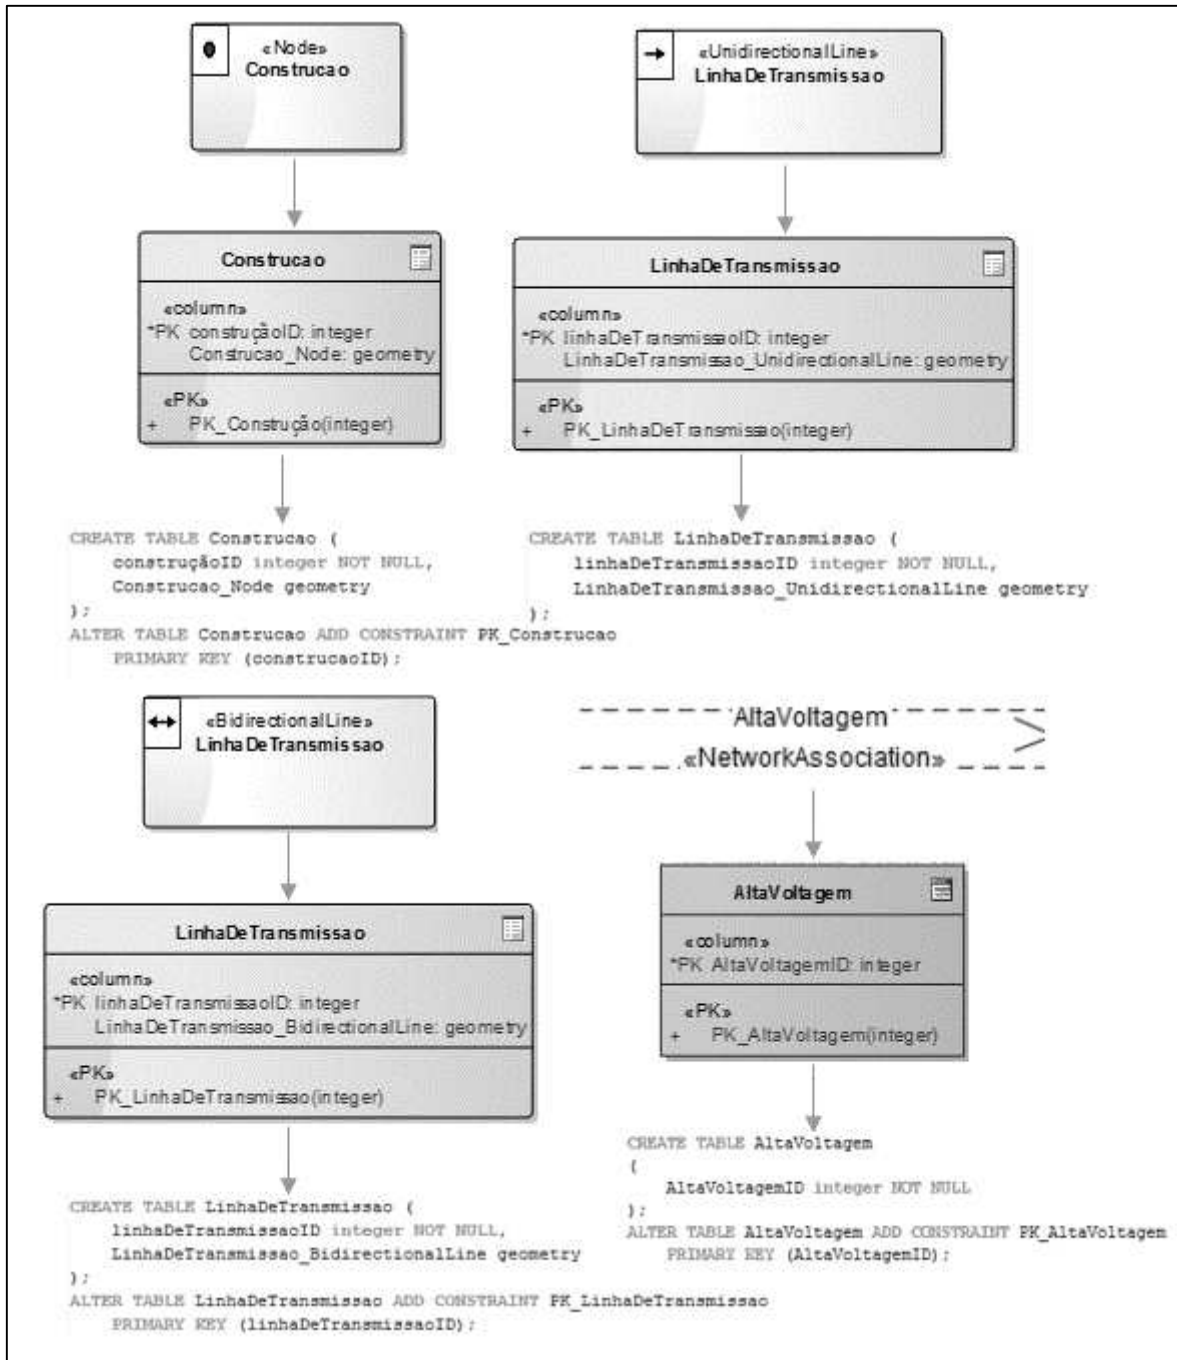 «Node»
Construcao
Construcao
«column»
*PK construçãoID: integer
Construcao_Node: geometry
«PK»
+ PK_Construção(integer)
CREATE TABLE Construcao (
construçãoID integer NOT NULL,
Construcao_Node geometry
);
ALTER TABLE Construcao ADD CONSTRAINT PK_Construcao
PRIMARY KEY (construcaoID);
«UnidirectionalLine»
LinhaDeTransmissao
LinhaDeTransmissao
«column»
*PK linhaDeTransmissaoID: integer
LinhaDeTransmissao_UnidirectionalLine: geometry
«PK»
+ PK_LinhaDeTransmissao(integer)
CREATE TABLE LinhaDeTransmissao (
linhaDeTransmissaoID integer NOT NULL,
LinhaDeTransmissao_UnidirectionalLine geometry
);
«BidirectionalLine»
LinhaDeTransmissao
LinhaDeTransmissao
«column»
*PK linhaDeTransmissaoID: integer
LinhaDeTransmissao_BidirectionalLine: geometry
«PK»
+ PK_LinhaDeTransmissao(integer)
CREATE TABLE LinhaDeTransmissao (
linhaDeTransmissaoID integer NOT NULL,
LinhaDeTransmissao_BidirectionalLine geometry
);
ALTER TABLE LinhaDeTransmissao ADD CONSTRAINT PK_LinhaDeTransmissao
PRIMARY KEY (linhaDeTransmissaoID);
AltaVoltagem
«NetworkAssociation»
AltaVoltagem
«column»
*PK AltaVoltagemID: integer
«PK»
+ PK_AltaVoltagem(integer)
CREATE TABLE AltaVoltagem
(
AltaVoltagemID integer NOT NULL
);
ALTER TABLE AltaVoltagem ADD CONSTRAINT PK_AltaVoltagem
PRIMARY KEY (AltaVoltagemID);